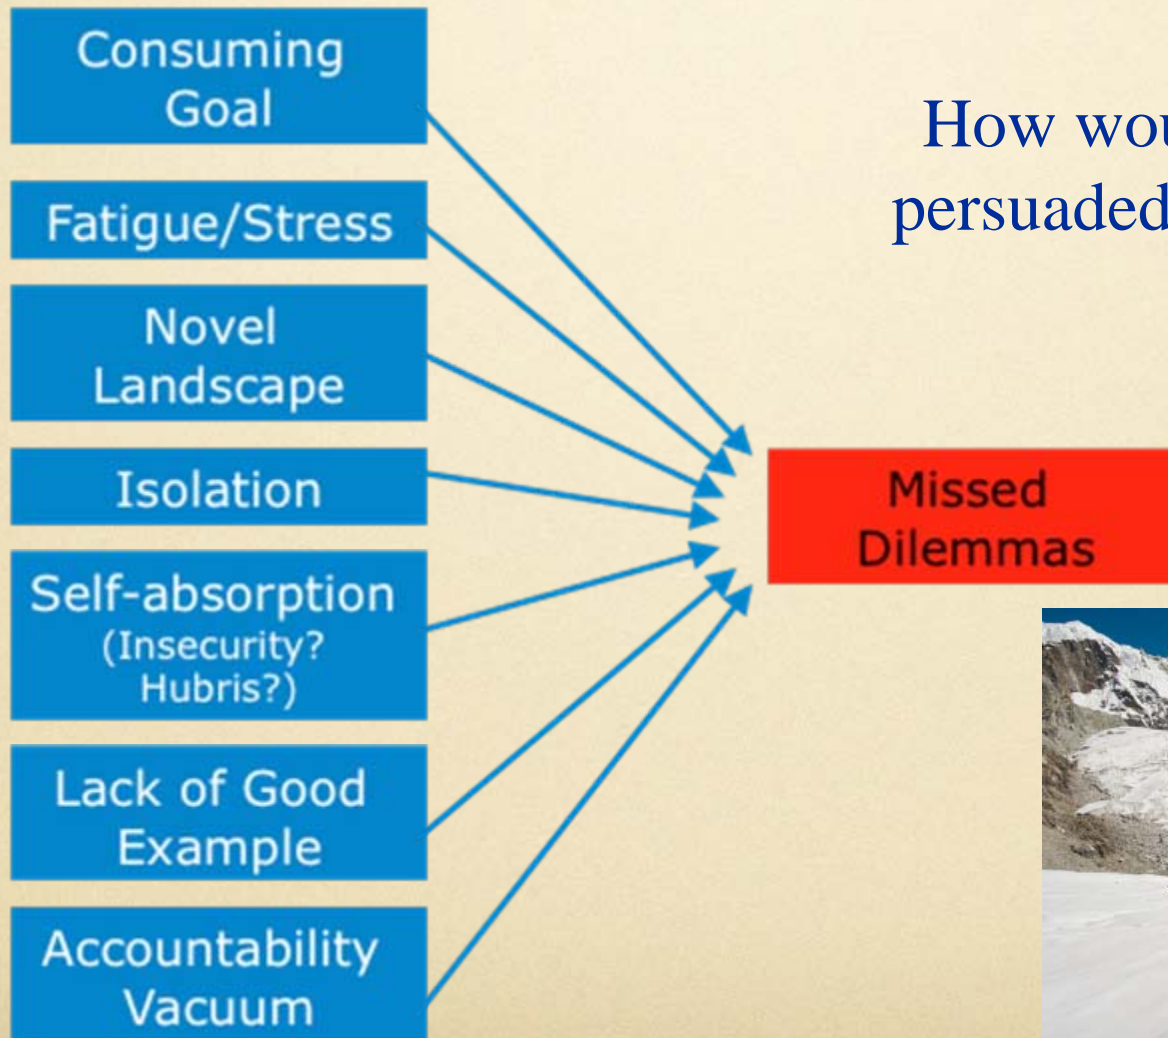 Consuming
Goal
Fatigue/Stress
Novel
Landscape
Isolation
Self-absorption
(Insecurity?
Hubris?)
Lack of Good
Example
Accountability
Vacuum
How wou
persuaded
Missed
Dilemmas